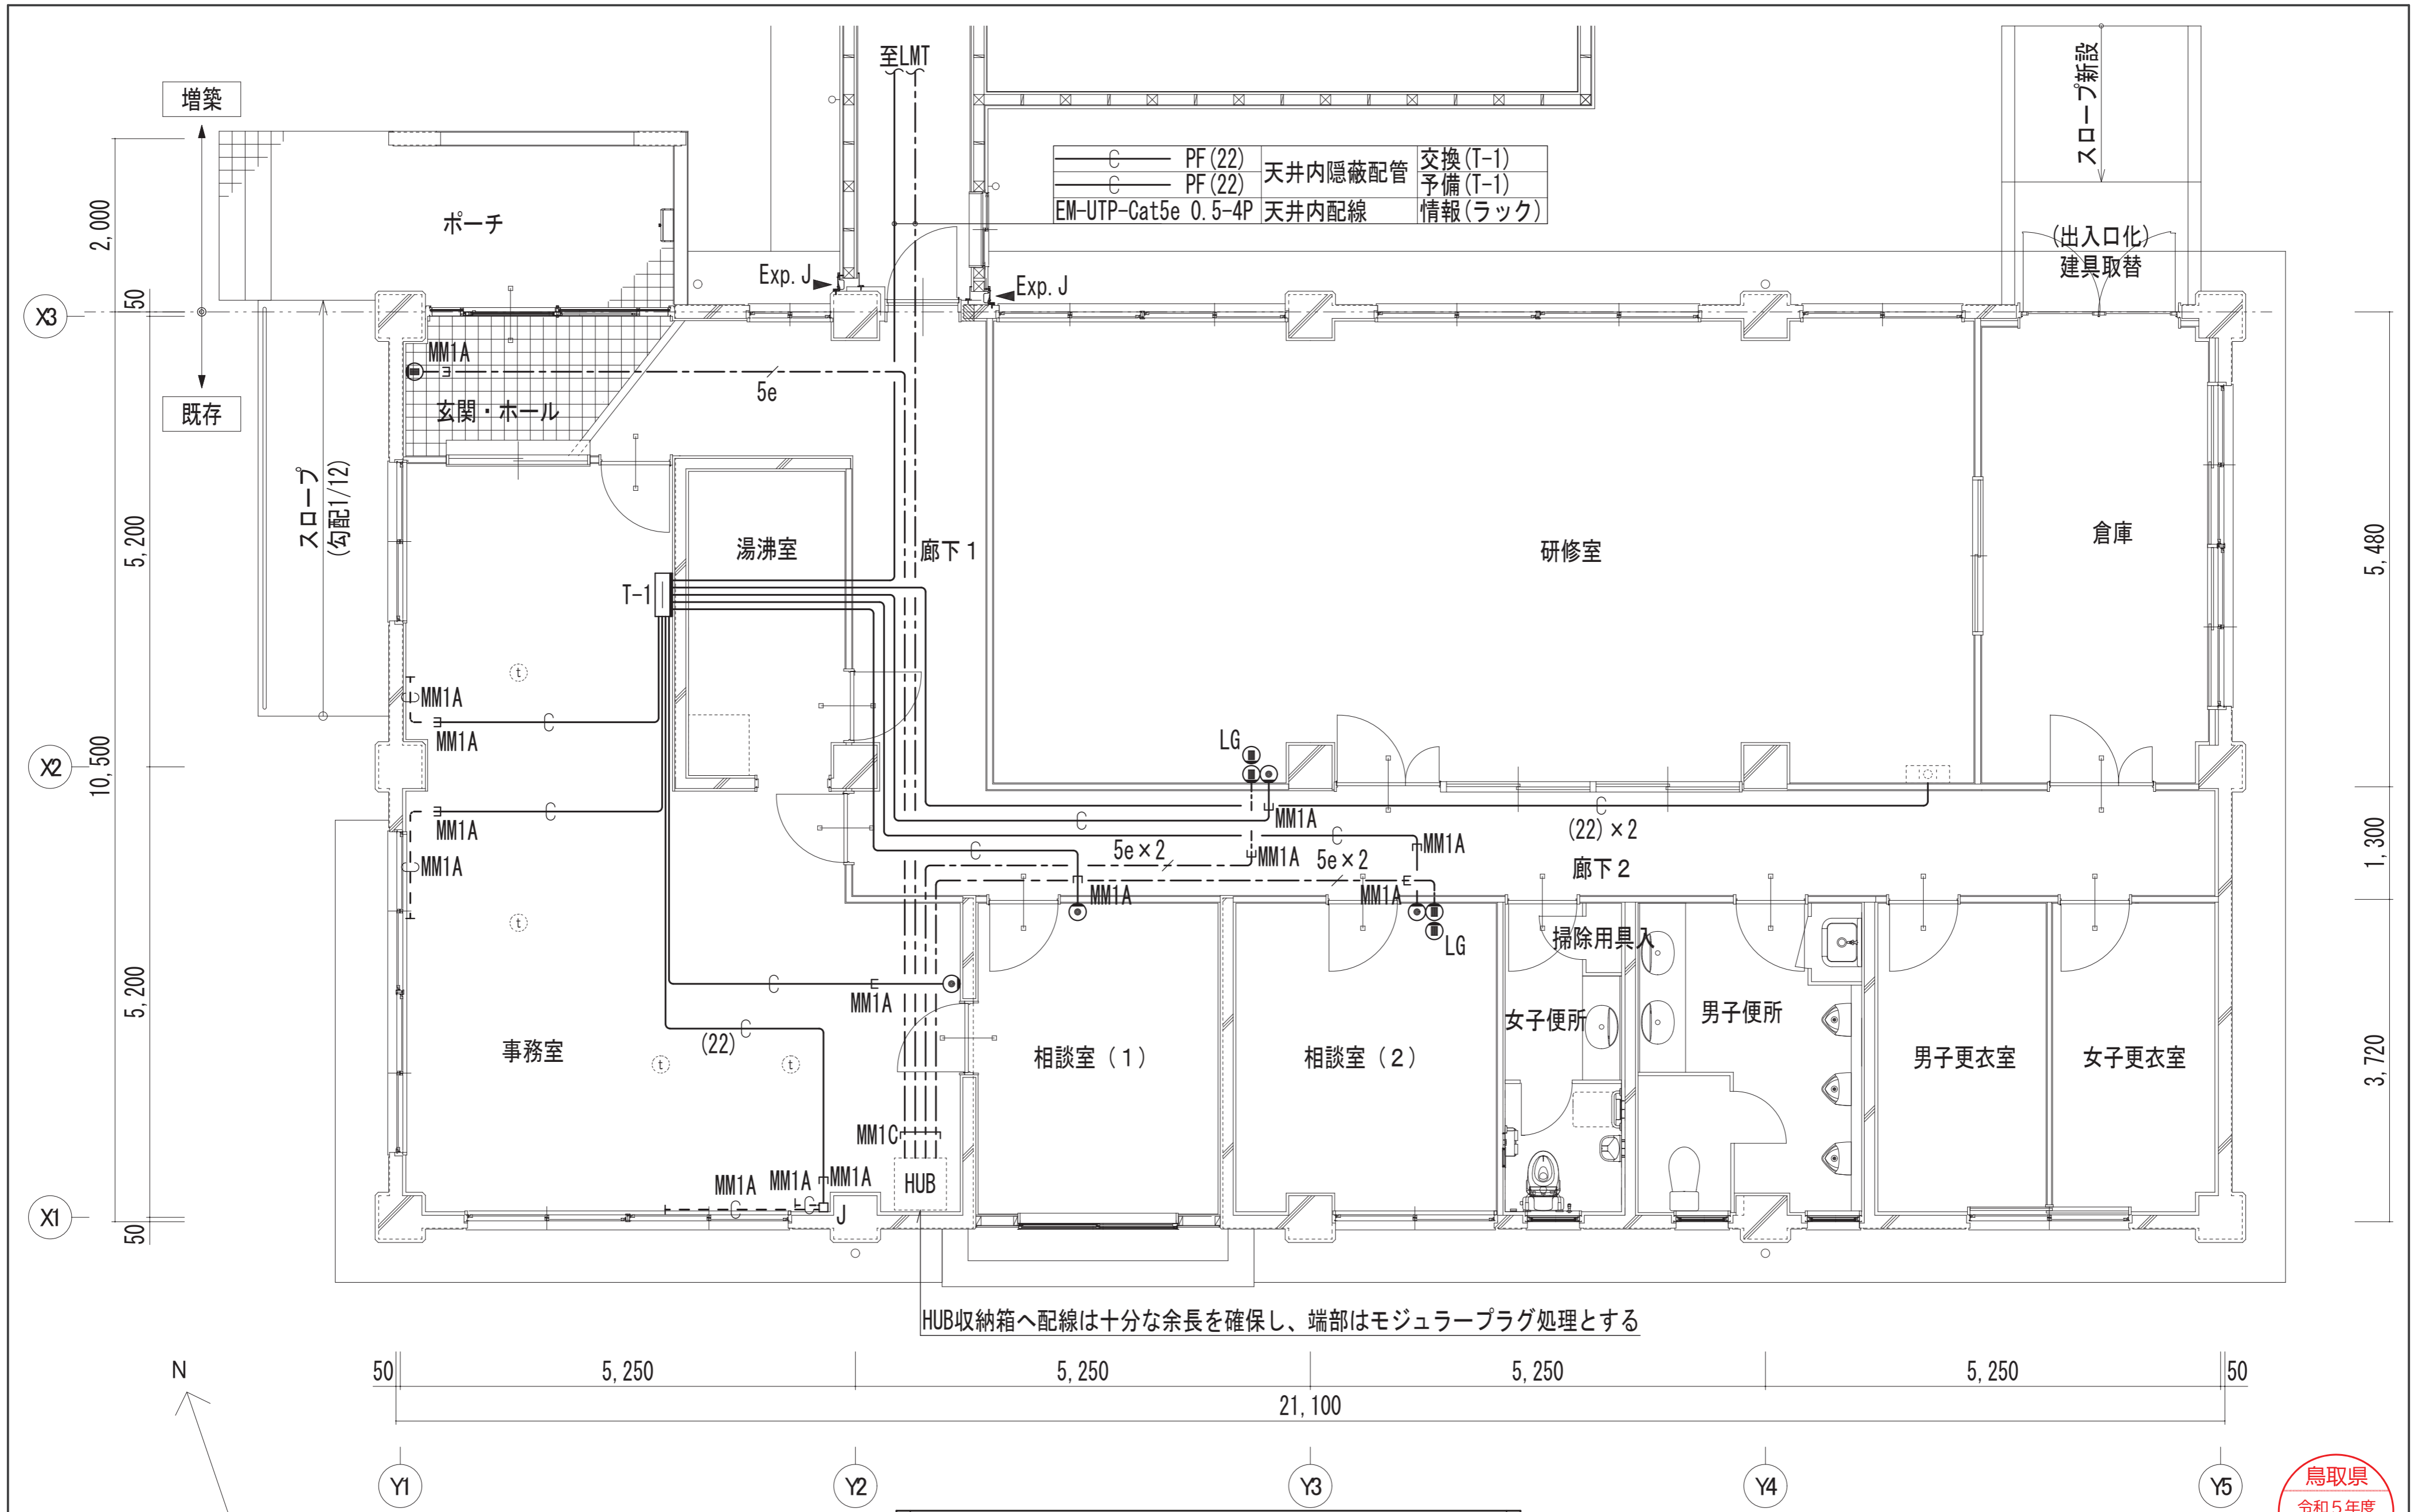 至LMT
増築
スロープ新設
C PF(22) 天井内隠蔽配管 交換(T-1)
C PF(22) 予備(T-1)
EM-UTP-Cat5e 0.5-4P 天井内配線 情報(ラック)
2,000
ポーチ
(出入口化)
建具取替
Exp.J
Exp.J
50
X3
MM1A
5e
玄関・ホール
既存
スロープ
(勾配1/12)
5,200
湯沸室
廊下1
研修室
倉庫
5,480
T-1
t
MM1A
C
MM1A
LG
X2
10,500
C
MM1A
C
MM1A
C
(22)×2
MM1A
C
5e×2
MM1A
5e×2
C
MM1A
廊下2
1,300
t
MM1A
MM1A
LG
掃除用具入
5,200
C
E
MM1A
女子便所
男子便所
(22)
C
事務室
t
t
相談室(1)
相談室(2)
男子更衣室
女子更衣室
3,720
MM1C
MM1A
MM1A
MM1A
HUB
C
C
J
X1
50
HUB収納箱へ配線は十分な余長を確保し、端部はモジュラープラグ処理とする
N
50
5,250
5,250
5,250
5,250
50
21,100
Y1
Y2
Y3
Y4
Y5
鳥取県
令和5年度